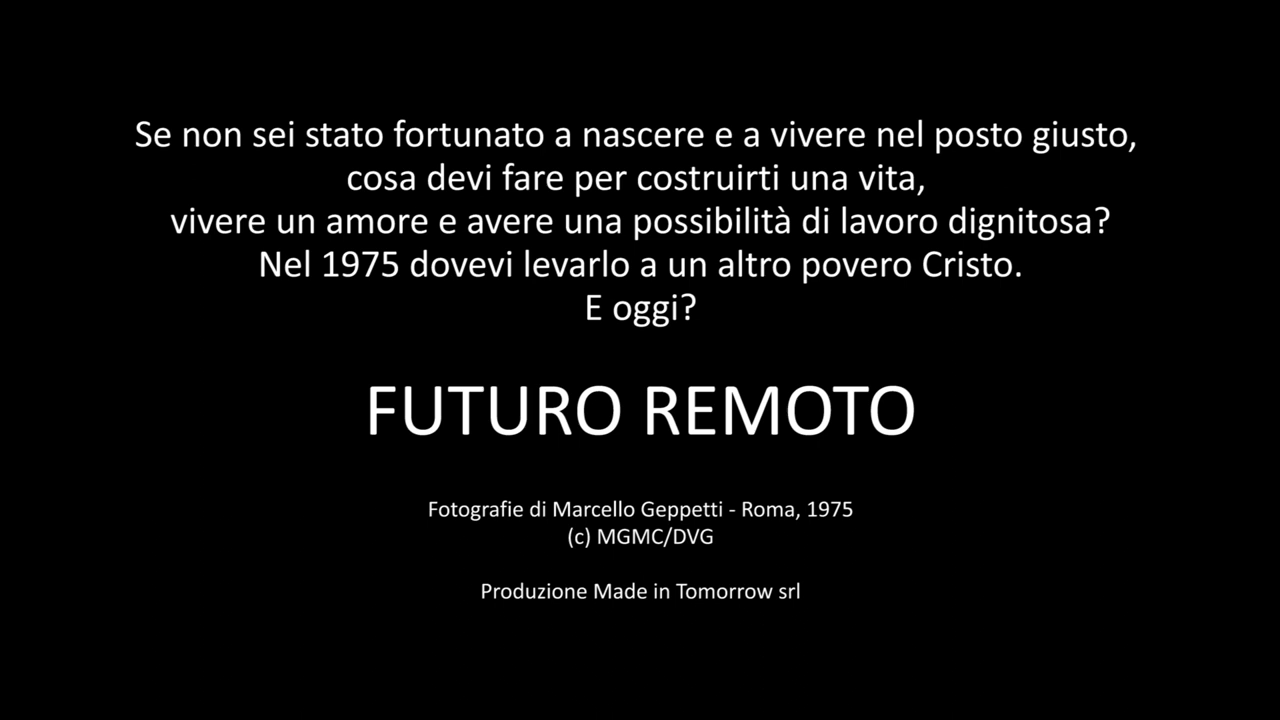 Se non sei stato fortunato a nascere e a vivere nel posto giusto,
cosa devi fare per costruirti una vita,
vivere un amore e avere una possibilità di lavoro dignitosa?
Nel 1975 dovevi levarlo a un altro povero Cristo.
E oggi?
FUTURO REMOTO
Fotografie di Marcello Geppetti - Roma, 1975
(c) MGMC/DVG
Produzione Made in Tomorrow srl